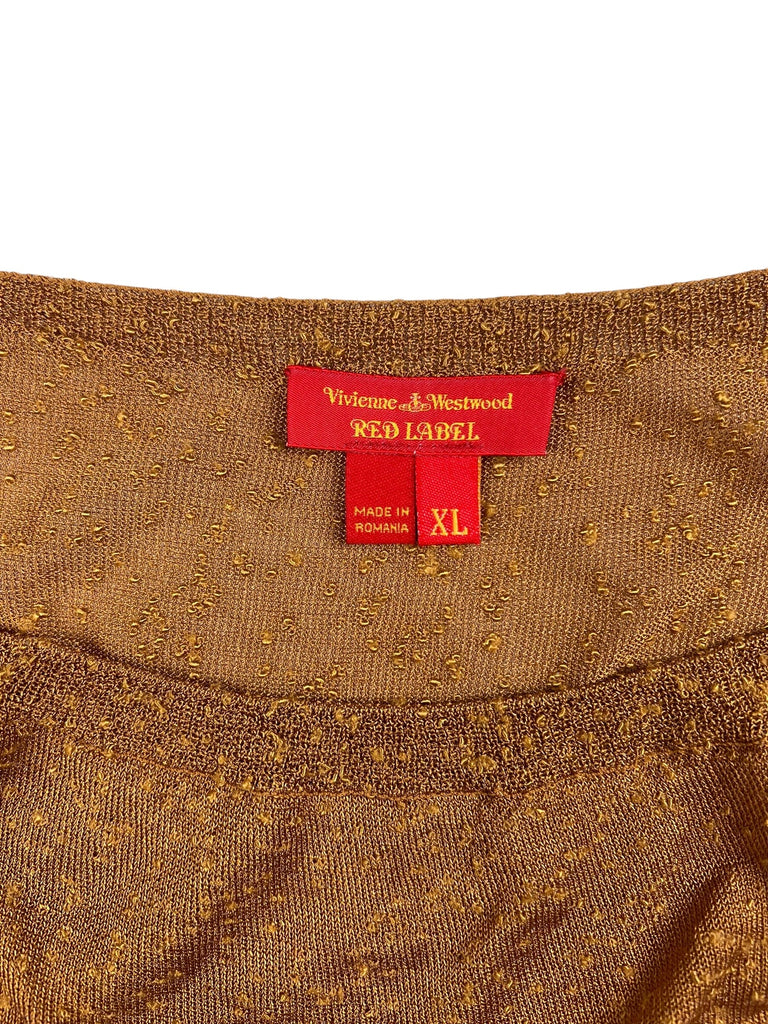 Vivienne Westwood
RED LABEL
MADE IN
ROMANIA
XL